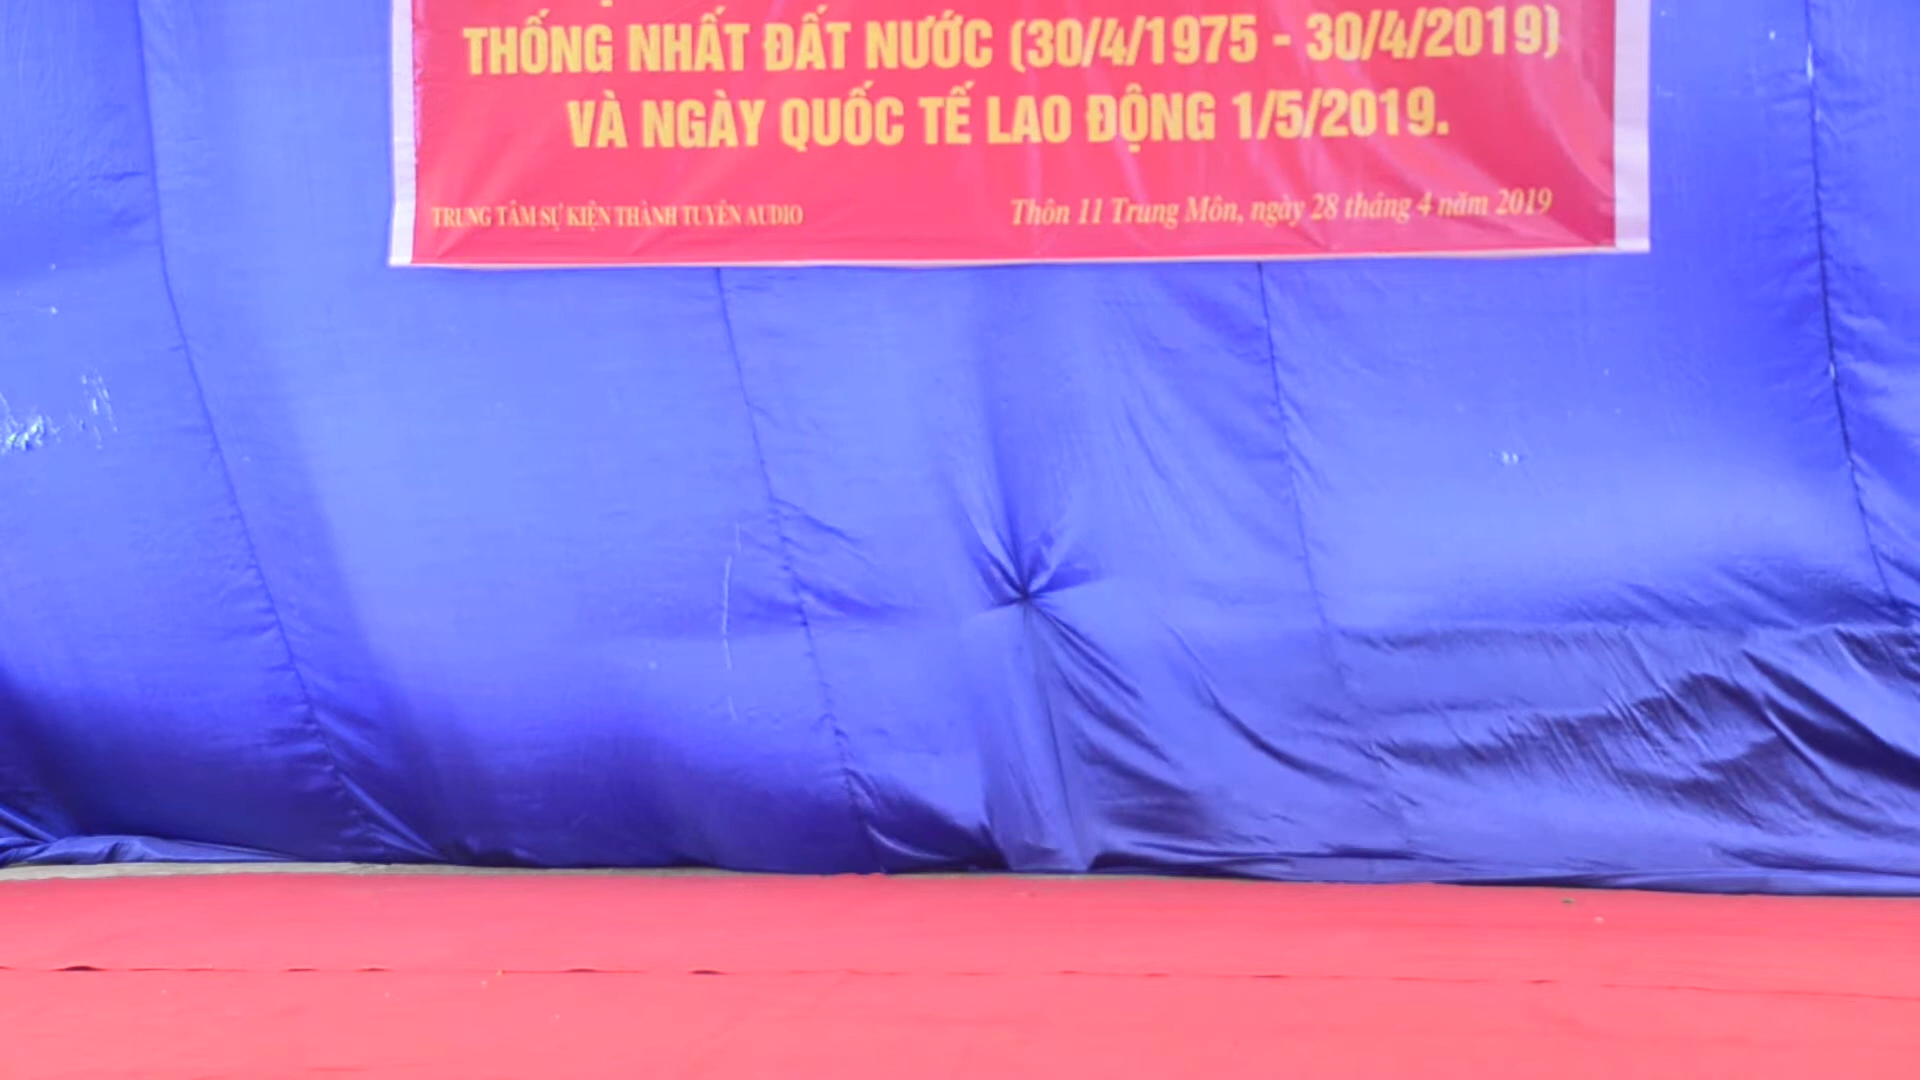 THỐNG NHẤT ĐẤT NƯỚC (30/4/1975 - 30/4/2019)
VÀ NGÀY QUỐC TẾ LAO ĐỘNG 1/5/2019.
TRUNG TÂM SỰ KIỆN THÀNH TUYÊN AUDIO
Thôn 11 Trung Môn, ngày 28 tháng 4 năm 2019